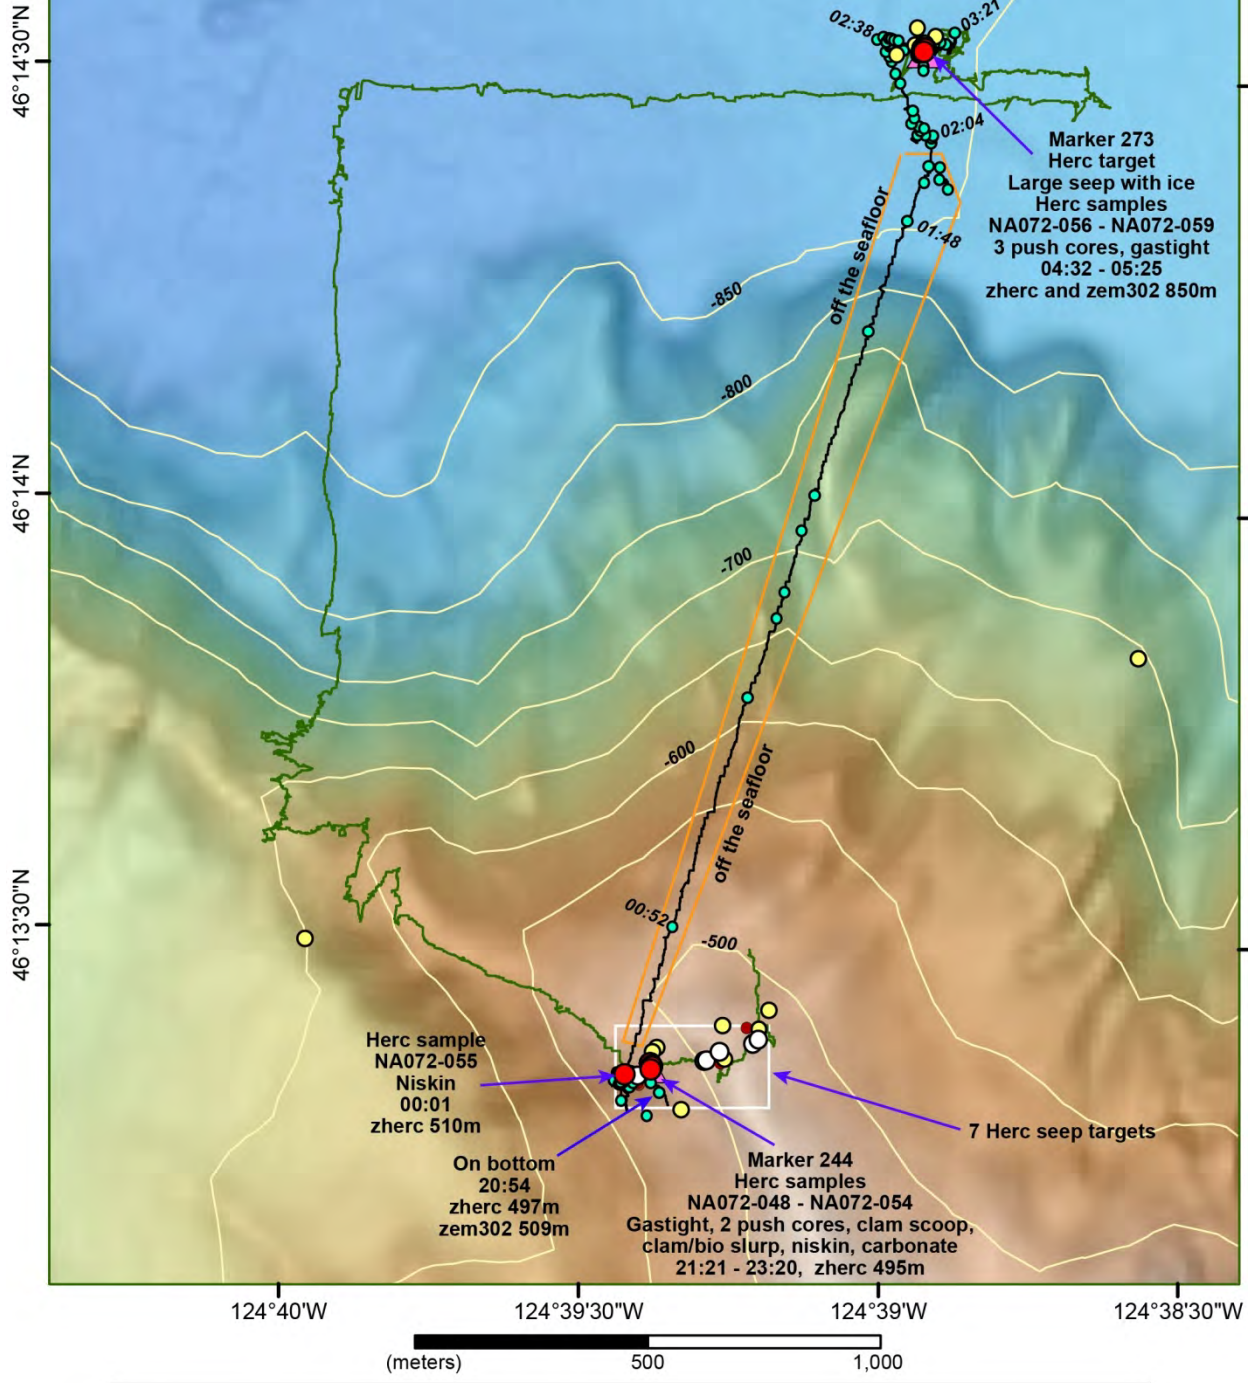 46°14'30"N
02:38
03:21
02:04
Marker 273
Herc target
Large seep with ice
Herc samples
NA072-056 - NA072-059
3 push cores, gastight
04:32 - 05:25
zherc and zem302 850m
off the seafloor
01:48
-850
-800
46°14'N
-700
-600
off the seafloor
46°13'30"N
00:52
-500
Herc sample
NA072-055
Niskin
00:01
zherc 510m
7 Herc seep targets
On bottom
20:54
zherc 497m
zem302 509m
Marker 244
Herc samples
NA072-048 - NA072-054
Gastight, 2 push cores, clam scoop,
clam/bio slurp, niskin, carbonate
21:21 - 23:20, zherc 495m
124°40'W
124°39'30"W
124°39'W
124°38'30"W
(meters)
500
1,000